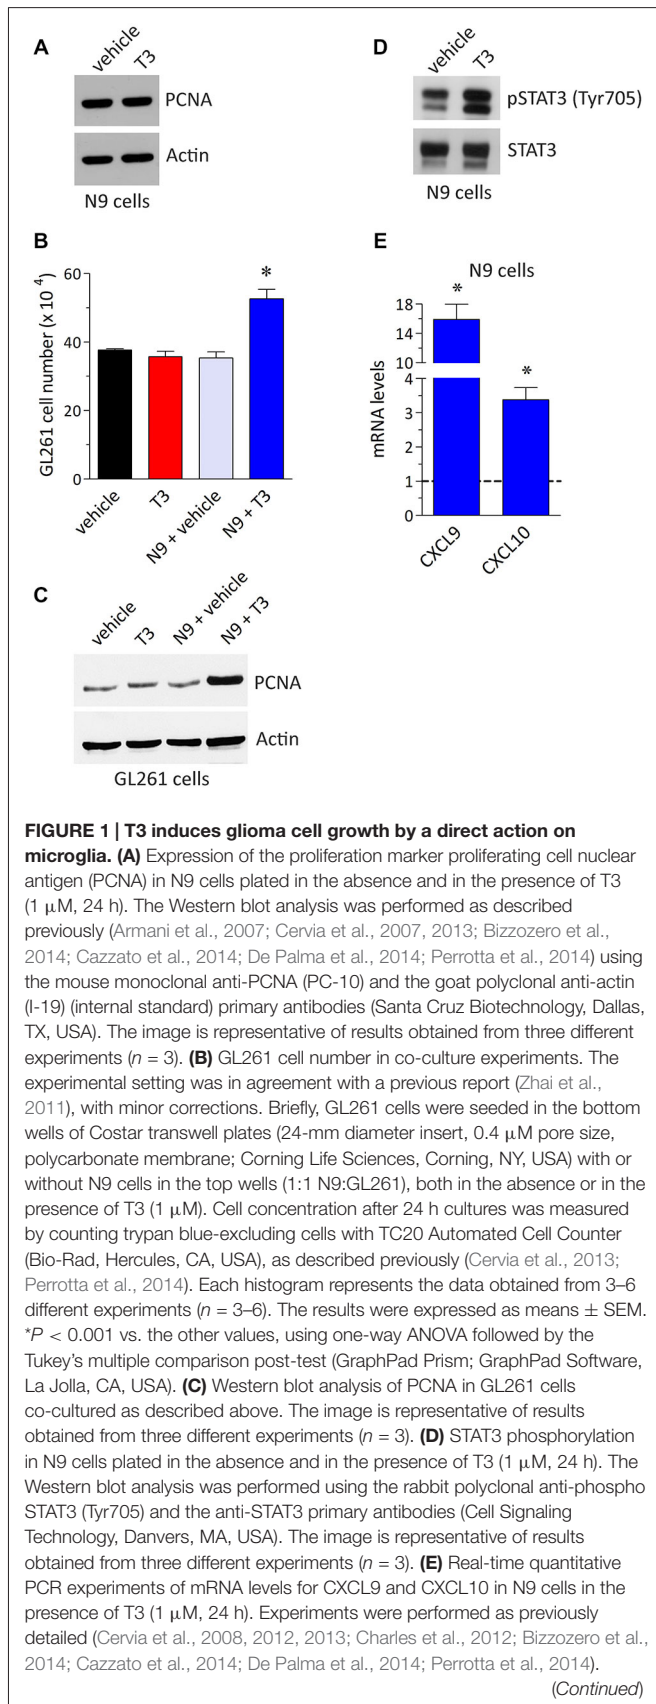 A
vehicle
T3
PCNA
Actin
N9 cells
D
vehicle
T3
pSTAT3 (Tyr705)
STAT3
N9 cells
B
60
40
20
0
GL261 cell number (x 10 4)
*
vehicle
T3
N9 + vehicle
N9 + T3
E
N9 cells
18
14
10
4
3
2
1
0
mRNA levels
*
*
CXCL9
CXCL10
C
vehicle
T3
N9 + vehicle
N9 + T3
PCNA
Actin
GL261 cells
FIGURE 1 | T3 induces glioma cell growth by a direct action on
microglia. (A) Expression of the proliferation marker proliferating cell nuclear
antigen (PCNA) in N9 cells plated in the absence and in the presence of T3
(1 μM, 24 h). The Western blot analysis was performed as described
previously (Armani et al., 2007; Cervia et al., 2007, 2013; Bizzozero et al.,
2014; Cazzato et al., 2014; De Palma et al., 2014; Perrotta et al., 2014) using
the mouse monoclonal anti-PCNA (PC-10) and the goat polyclonal anti-actin
(I-19) (internal standard) primary antibodies (Santa Cruz Biotechnology, Dallas,
TX, USA). The image is representative of results obtained from three different
experiments (n = 3). (B) GL261 cell number in co-culture experiments. The
experimental setting was in agreement with a previous report (Zhai et al.,
2011), with minor corrections. Briefly, GL261 cells were seeded in the bottom
wells of Costar transwell plates (24-mm diameter insert, 0.4 μM pore size,
polycarbonate membrane; Corning Life Sciences, Corning, NY, USA) with or
without N9 cells in the top wells (1:1 N9:GL261), both in the absence or in the
presence of T3 (1 μM). Cell concentration after 24 h cultures was measured
by counting trypan blue-excluding cells with TC20 Automated Cell Counter
(Bio-Rad, Hercules, CA, USA), as described previously (Cervia et al., 2013;
Perrotta et al., 2014). Each histogram represents the data obtained from 3–6
different experiments (n = 3–6). The results were expressed as means ± SEM.
*P < 0.001 vs. the other values, using one-way ANOVA followed by the
Tukey's multiple comparison post-test (GraphPad Prism; GraphPad Software,
La Jolla, CA, USA). (C) Western blot analysis of PCNA in GL261 cells
co-cultured as described above. The image is representative of results
obtained from three different experiments (n = 3). (D) STAT3 phosphorylation
in N9 cells plated in the absence and in the presence of T3 (1 μM, 24 h). The
Western blot analysis was performed using the rabbit polyclonal anti-phospho
STAT3 (Tyr705) and the anti-STAT3 primary antibodies (Cell Signaling
Technology, Danvers, MA, USA). The image is representative of results
obtained from three different experiments (n = 3). (E) Real-time quantitative
PCR experiments of mRNA levels for CXCL9 and CXCL10 in N9 cells in the
presence of T3 (1 μM, 24 h). Experiments were performed as previously
detailed (Cervia et al., 2008, 2012, 2013; Charles et al., 2012; Bizzozero et al.,
2014; Cazzato et al., 2014; De Palma et al., 2014; Perrotta et al., 2014).
(Continued)